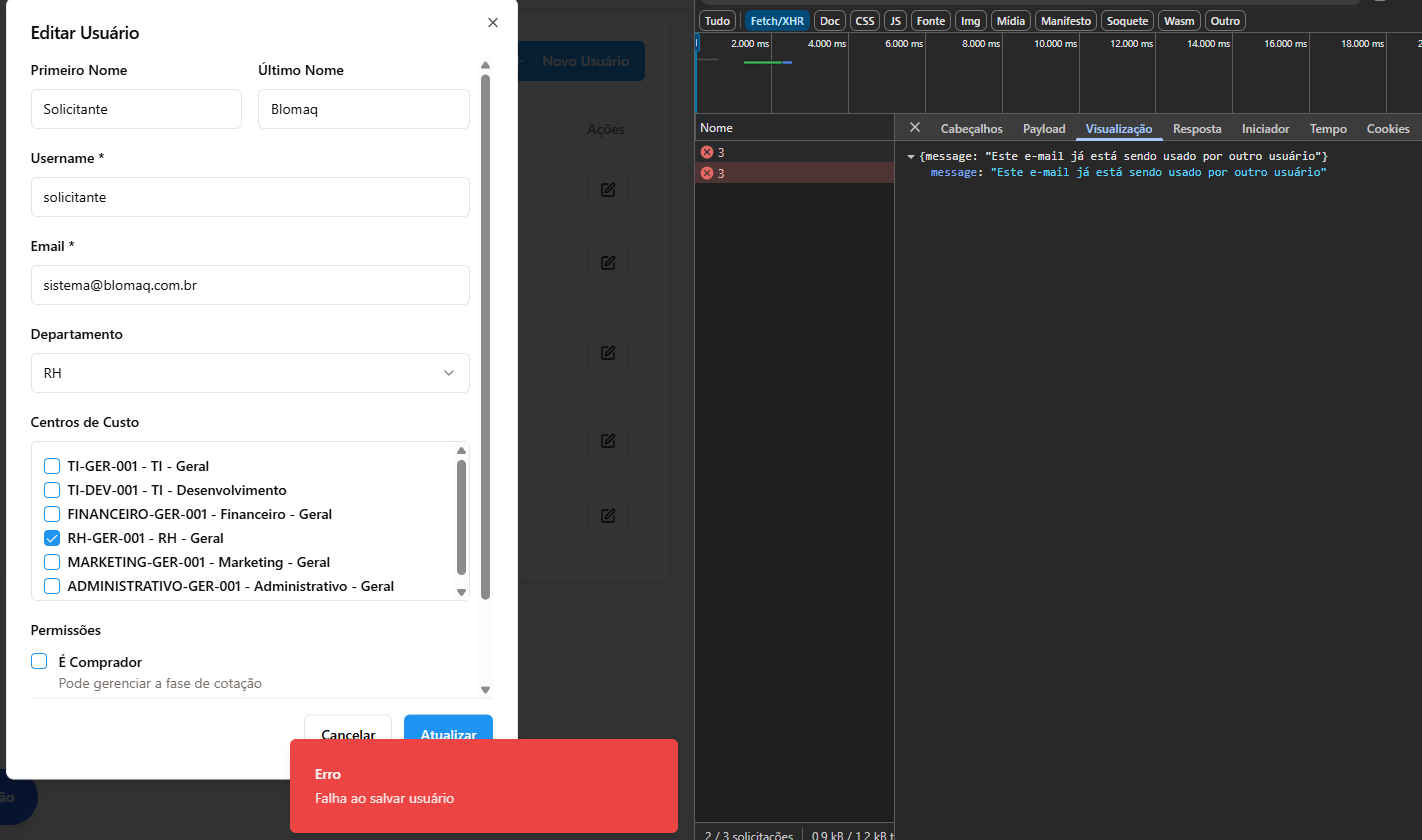 Editar Usuário
Primeiro Nome
Último Nome
Solicitante
Blomaq
Username *
solicitante
Email *
sistema@blomaq.com.br
Departamento
RH
Centros de Custo
TI-GER-001 - TI - Geral
TI-DEV-001 - TI - Desenvolvimento
FINANCEIRO-GER-001 - Financeiro - Geral
RH-GER-001 - RH - Geral
MARKETING-GER-001 - Marketing - Geral
ADMINISTRATIVO-GER-001 - Administrativo - Geral
Permissões
É Comprador
Pode gerenciar a fase de cotação
Cancelar
Atualizar
Erro
Falha ao salvar usuário
Novo Usuário
Ações
ão
Tudo
Fetch/XHR
Doc
CSS
JS
Fonte
Img
Mídia
Manifesto
Soquete
Wasm
Outro
2.000 ms
4.000 ms
6.000 ms
8.000 ms
10.000 ms
12.000 ms
14.000 ms
16.000 ms
18.000 ms
Nome
3
3
Cabeçalhos
Payload
Visualização
Resposta
Iniciador
Tempo
Cookies
{message: "Este e-mail já está sendo usado por outro usuário"}
message: "Este e-mail já está sendo usado por outro usuário"
2 / 3 solicitações
0,9 kB / 1,2 kB t